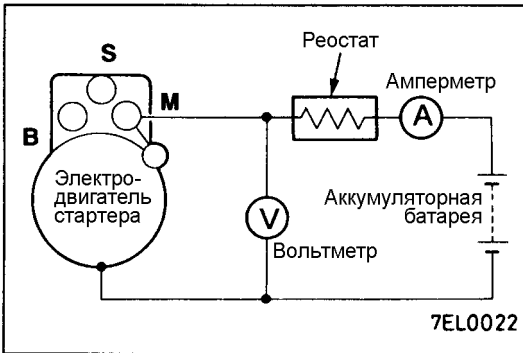 Реостат
S
Амперметр
M
A
B
Электро-
двигатель
стартера
Аккумуляторная
батарея
V
Вольтметр
7EL0022